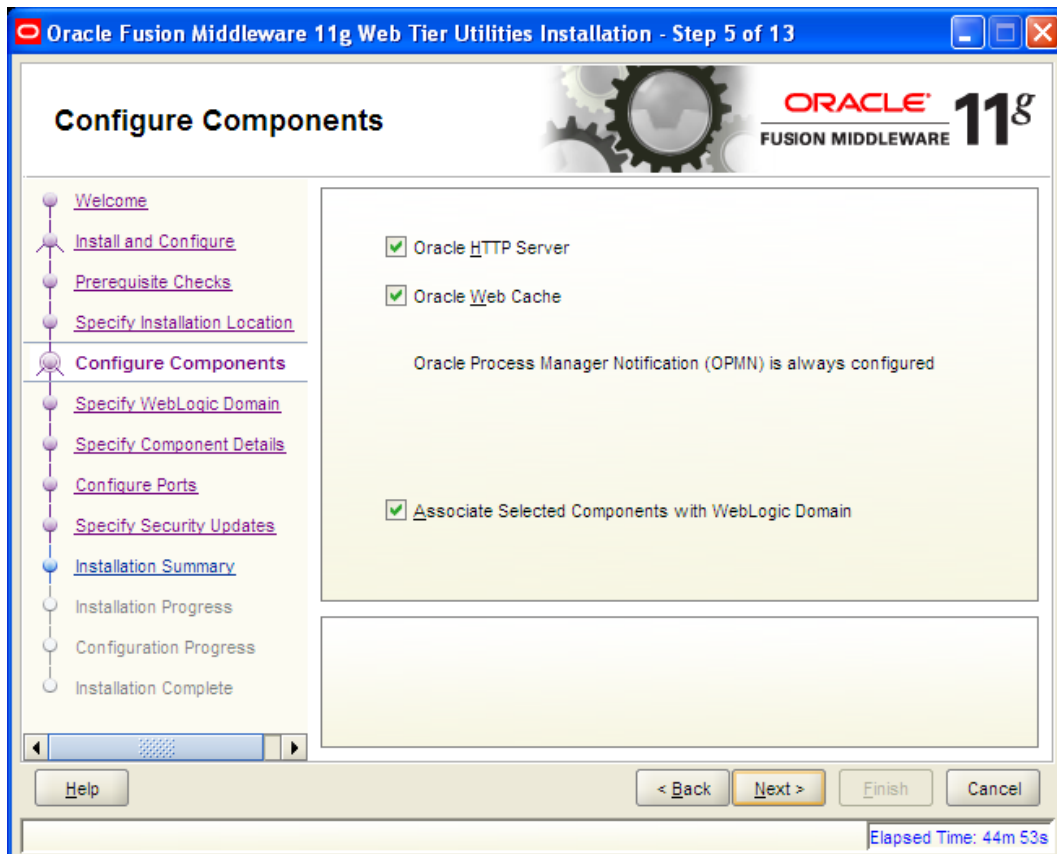 Oracle Fusion Middleware 11g Web Tier Utilities Installation - Step 5 of 13
Configure Components
ORACLE
FUSION MIDDLEWARE
11g
Welcome
Install and Configure
Prerequisite Checks
Specify Installation Location
Configure Components
Specify WebLogic Domain
Specify Component Details
Configure Ports
Specify Security Updates
Installation Summary
Installation Progress
Configuration Progress
Installation Complete
Oracle HTTP Server
Oracle Web Cache
Oracle Process Manager Notification (OPMN) is always configured
Associate Selected Components with WebLogic Domain
Help
< Back
Next >
Finish
Cancel
Elapsed Time: 44m 53s